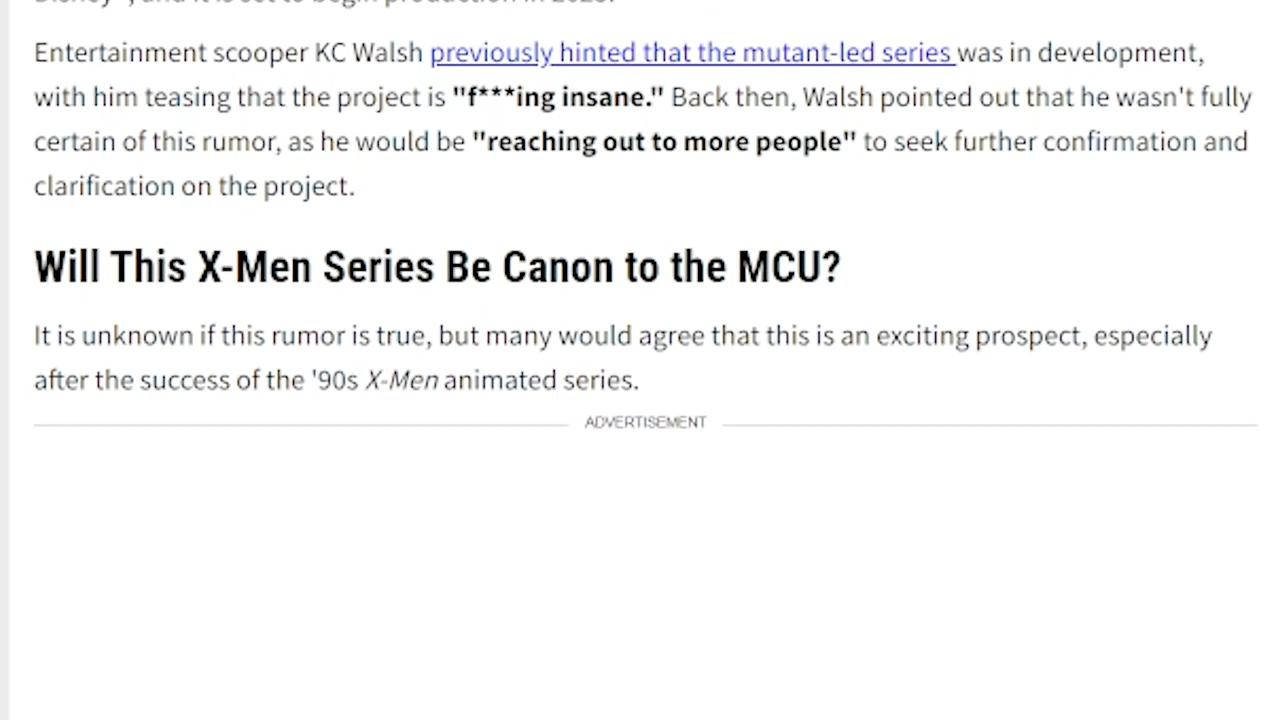 Entertainment scooper KC Walsh previously hinted that the mutant-led series was in development,
with him teasing that the project is "f***ing insane." Back then, Walsh pointed out that he wasn't fully
certain of this rumor, as he would be "reaching out to more people" to seek further confirmation and
clarification on the project.
Will This X-Men Series Be Canon to the MCU?
It is unknown if this rumor is true, but many would agree that this is an exciting prospect, especially
after the success of the '90s X-Men animated series.
ADVERTISEMENT